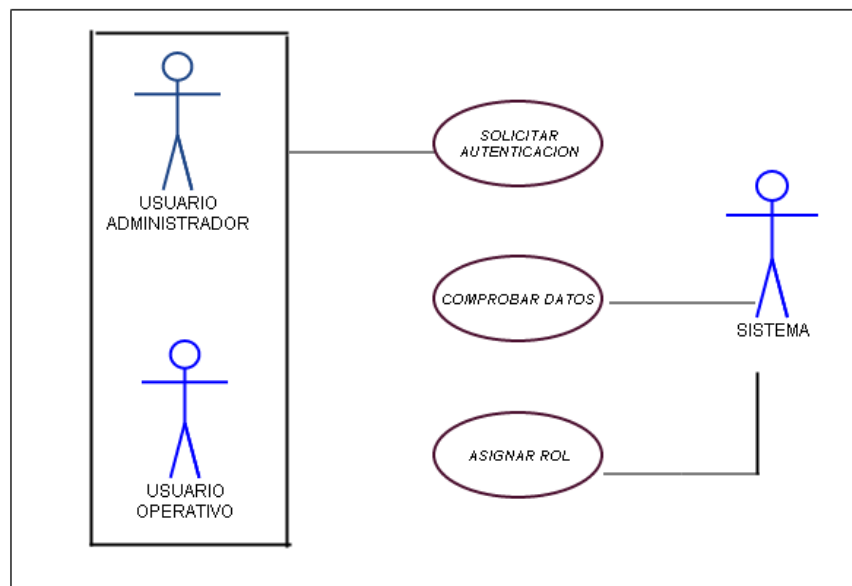 USUARIO
ADMINISTRADOR
SOLICITAR
AUTENTICACION
COMPROBAR DATOS
SISTEMA
ASIGNAR ROL
USUARIO
OPERATIVO